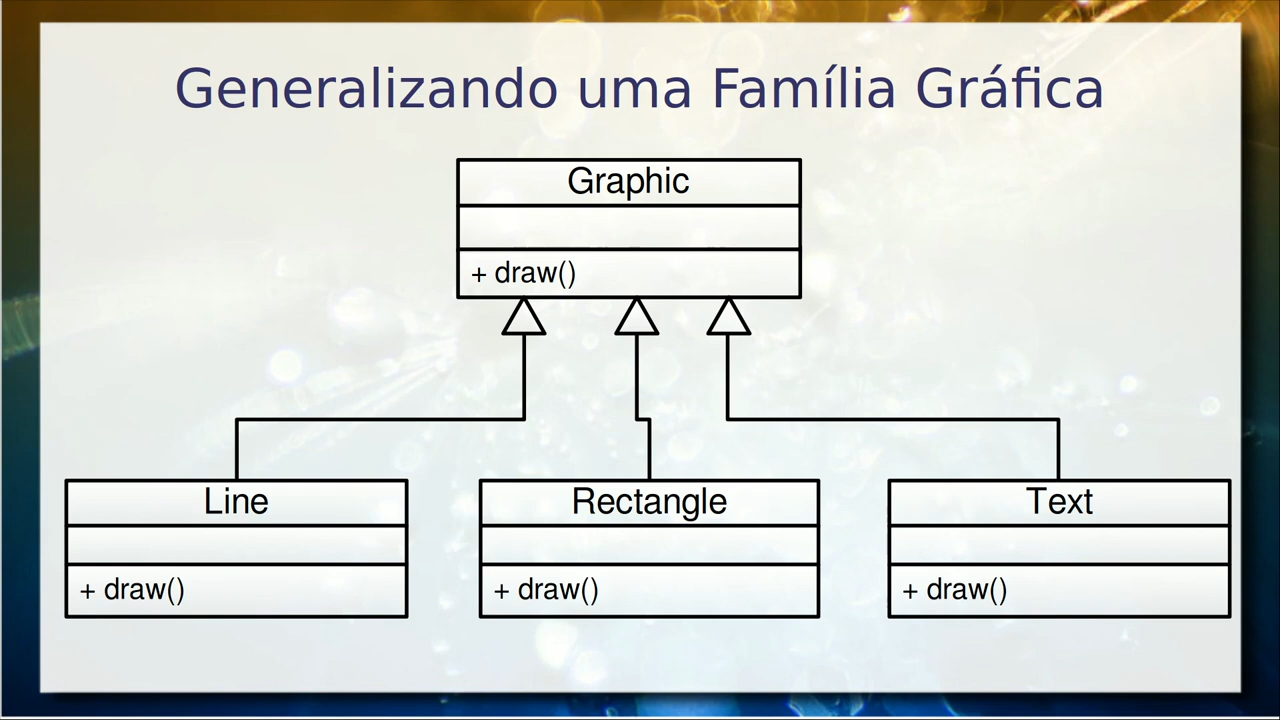 Generalizando uma Família Gráfica
Graphic
+ draw()
Line
+ draw()
Rectangle
+ draw()
Text
+ draw()